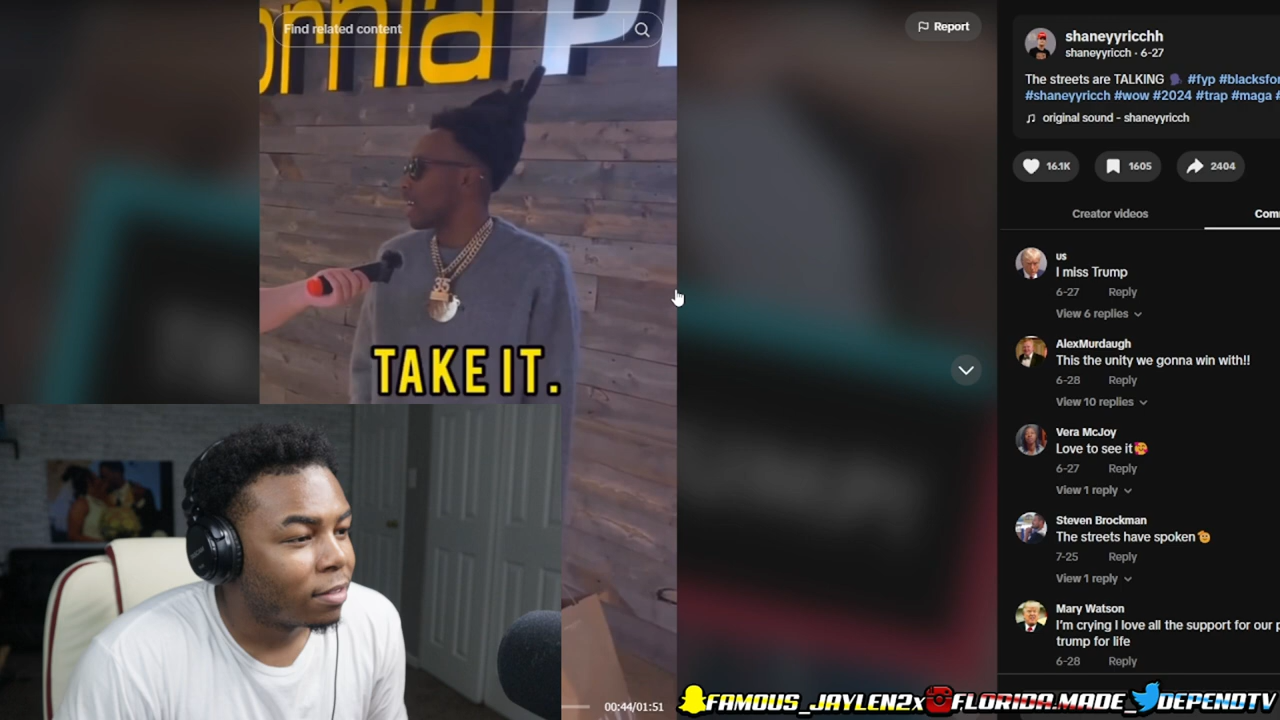 Find related content
Report
ornia P
35
TAKE IT.
shaneyyricchh
shaneyyricch · 6-27
The streets are TALKING 🗣 #fyp #blacksfor
#shaneyyricch #wow #2024 #trap #maga #
original sound - shaneyyricch
16.1K
1605
2404
Creator videos
Com
us
I miss Trump
6-27 Reply
View 6 replies
AlexMurdaugh
This the unity we gonna win with!!
6-28 Reply
View 10 replies
Vera McJoy
Love to see it🥰
6-27 Reply
View 1 reply
Steven Brockman
The streets have spoken🫡
7-25 Reply
View 1 reply
Mary Watson
I'm crying I love all the support for our p
trump for life
6-28 Reply
00:44/01:51
FAMOUS_JAYLEN2x FLORIDA.MADE_ DEPENDTV